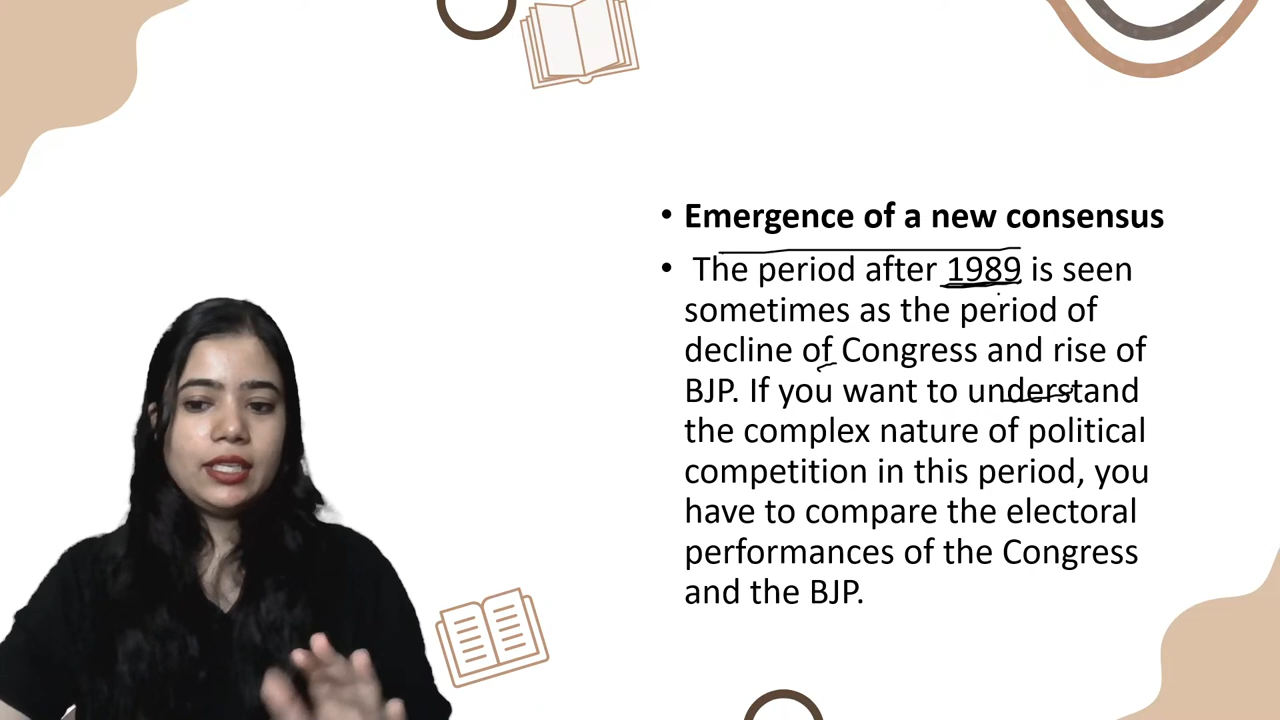 • Emergence of a new consensus
• The period after 1989 is seen
sometimes as the period of
decline of Congress and rise of
BJP. If you want to understand
the complex nature of political
competition in this period, you
have to compare the electoral
performances of the Congress
and the BJP.